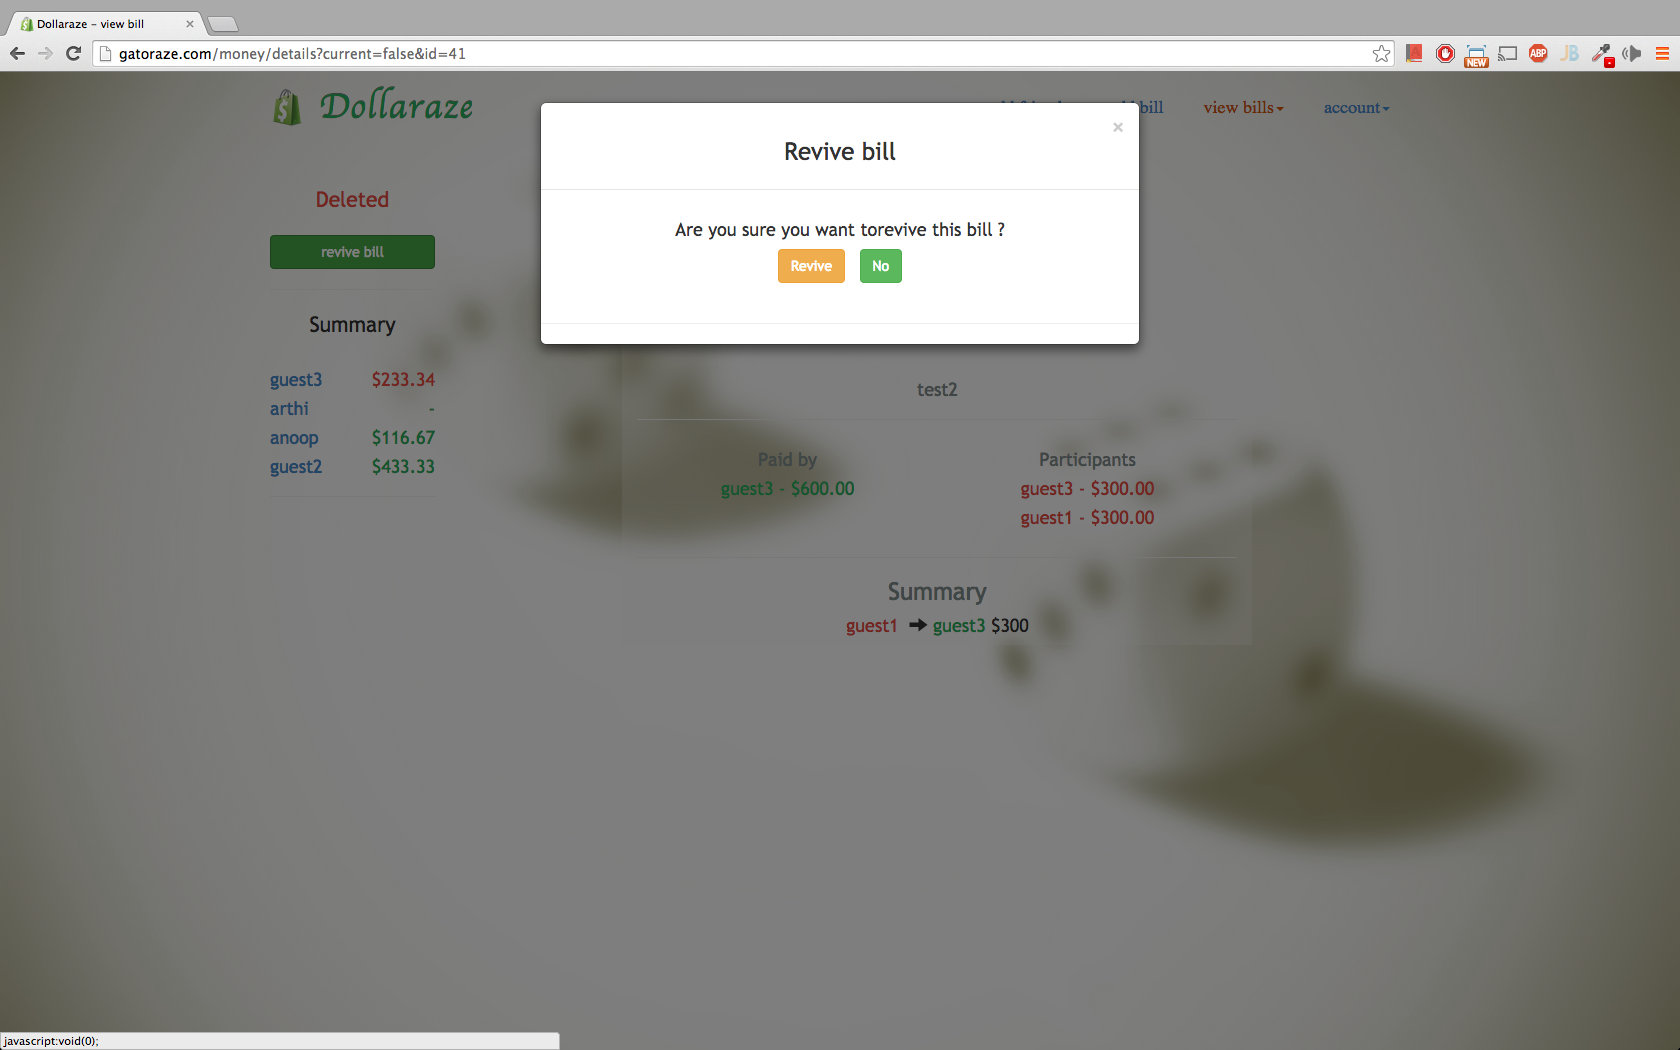 Dollaraze – view bill
gatoraze.com/money/details?current=false&id=41
NEW
ABP
JB
Dollaraze
bill
view bills
account
×
Revive bill
Are you sure you want torevive this bill ?
Revive No
Deleted
revive bill
Summary
guest3 $233.34
arthi -
anoop $116.67
guest2 $433.33
test2
Paid by
guest3 - $600.00
Participants
guest3 - $300.00
guest1 - $300.00
Summary
guest1 ➡ guest3 $300
javascript:void(0);